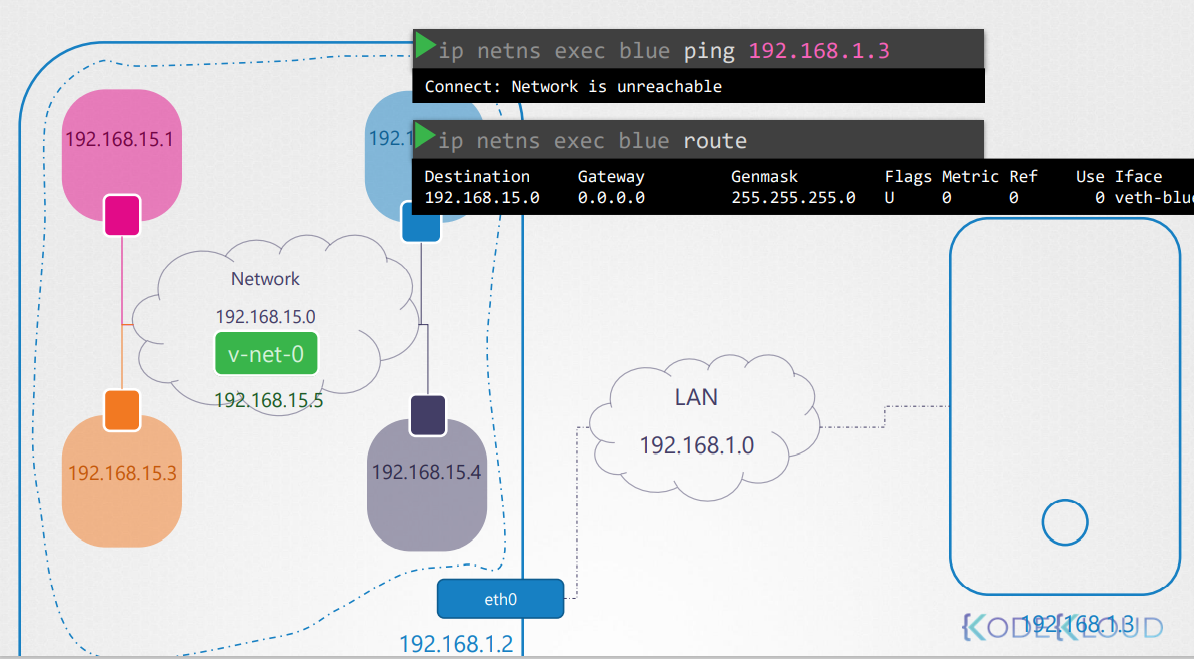 ip netns exec blue ping 192.168.1.3
Connect: Network is unreachable
192.168.15.1
ip netns exec blue route
Destination Gateway Genmask Flags Metric Ref Use Iface
192.168.15.0 0.0.0.0 255.255.255.0 U 0 0 0
Network
192.168.15.0
v-net-0
192.168.15.5
LAN
192.168.1.0
192.168.15.3
192.168.15.4
eth0
192.168.1.2
192.168.1.3
KODEKLOUD